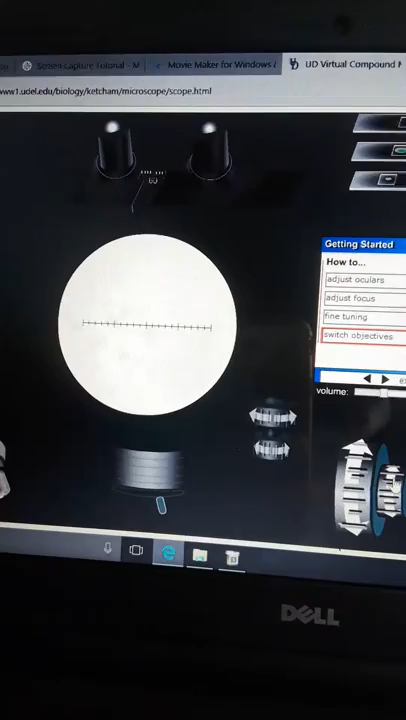 Screen Capture Tutorial - M
Movie Maker for Windows
UD Virtual Compound M
www1.udel.edu/biology/ketcham/microscope/scope.html
60
Getting Started
How to...
adjust oculars
adjust focus
fine tuning
switch objectives
volume:
DELL